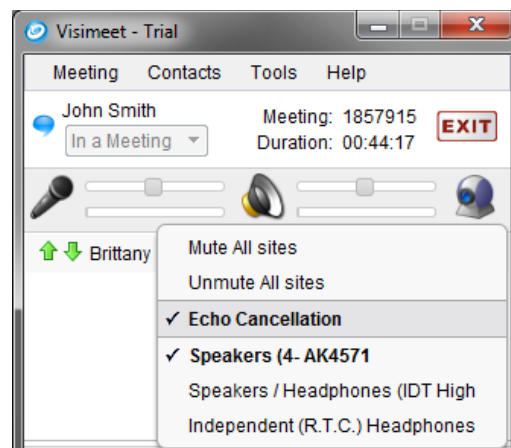 Visimeet - Trial
Meeting Contacts Tools Help
John Smith
In a Meeting
Meeting: 1857915
Duration: 00:44:17
EXIT
Brittany
Mute All sites
Unmute All sites
✓ Echo Cancellation
✓ Speakers (4- AK4571
Speakers / Headphones (IDT High
Independent (R.T.C.) Headphones